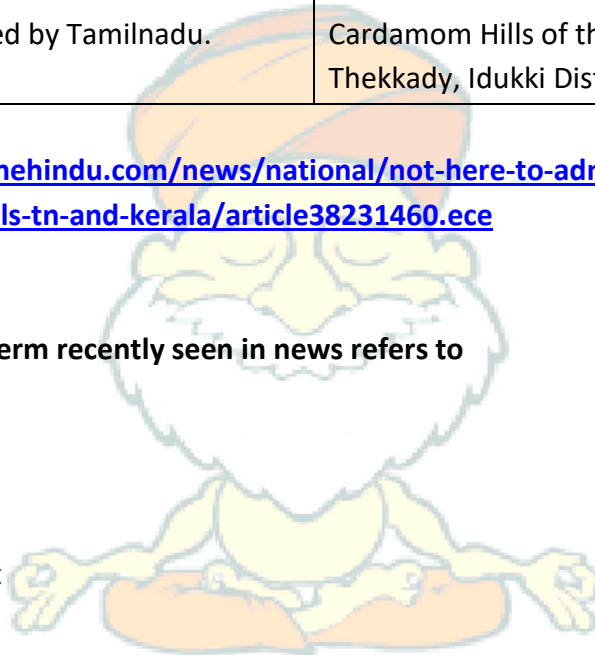 ed by Tamilnadu.
Cardamom Hills of th
Thekkady, Idukki Dis
nehindu.com/news/national/not-here-to-adr
ls-tn-and-kerala/article38231460.ece
erm recently seen in news refers to